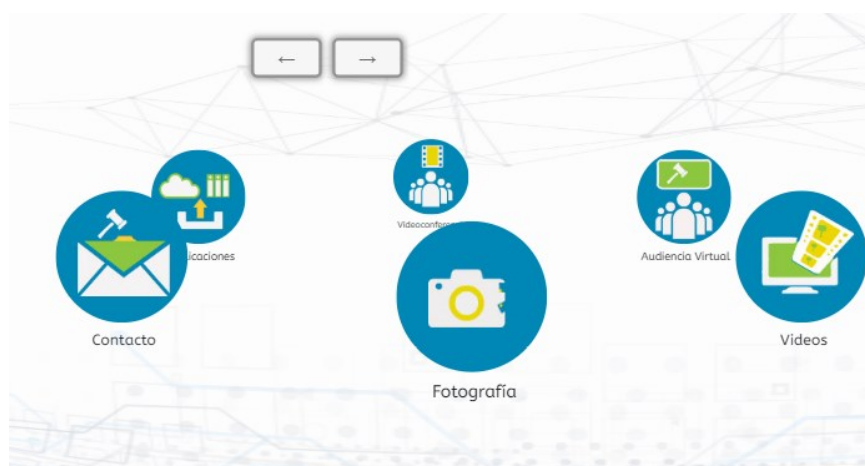 ← →
Audiencia Virtual
Contacto
Fotografía
Videos